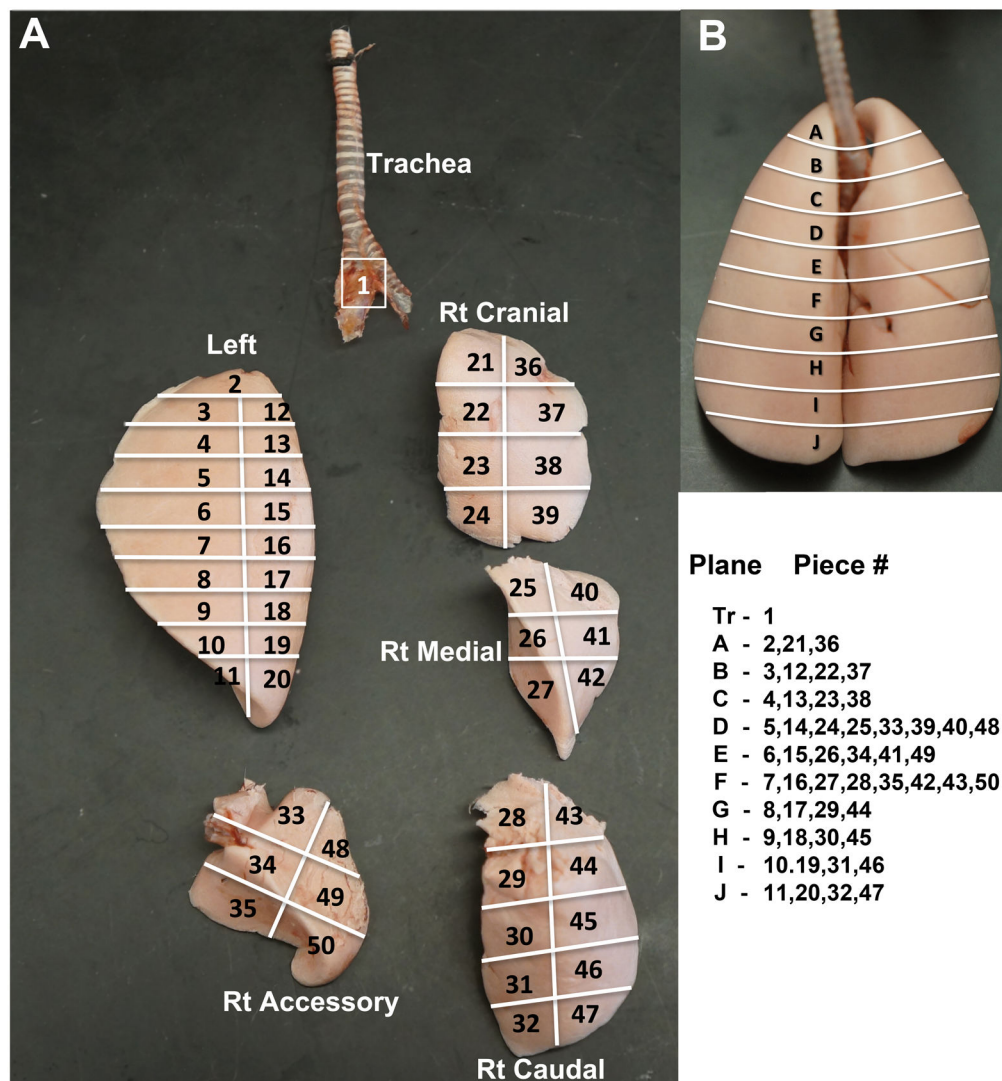 A
Trachea
1
Left
2
3 12
4 13
5 14
6 15
7 16
8 17
9 18
10 19
11 20
Rt Cranial
21 36
22 37
23 38
24 39
Rt Medial
25 40
26 41
27 42
33
34 48
35 49
50
Rt Accessory
28 43
29 44
30 45
31 46
32 47
Rt Caudal
B
A
B
C
D
E
F
G
H
I
J
Plane Piece #
Tr - 1
A - 2,21,36
B - 3,12,22,37
C - 4,13,23,38
D - 5,14,24,25,33,39,40,48
E - 6,15,26,34,41,49
F - 7,16,27,28,35,42,43,50
G - 8,17,29,44
H - 9,18,30,45
I - 10.19,31,46
J - 11,20,32,47